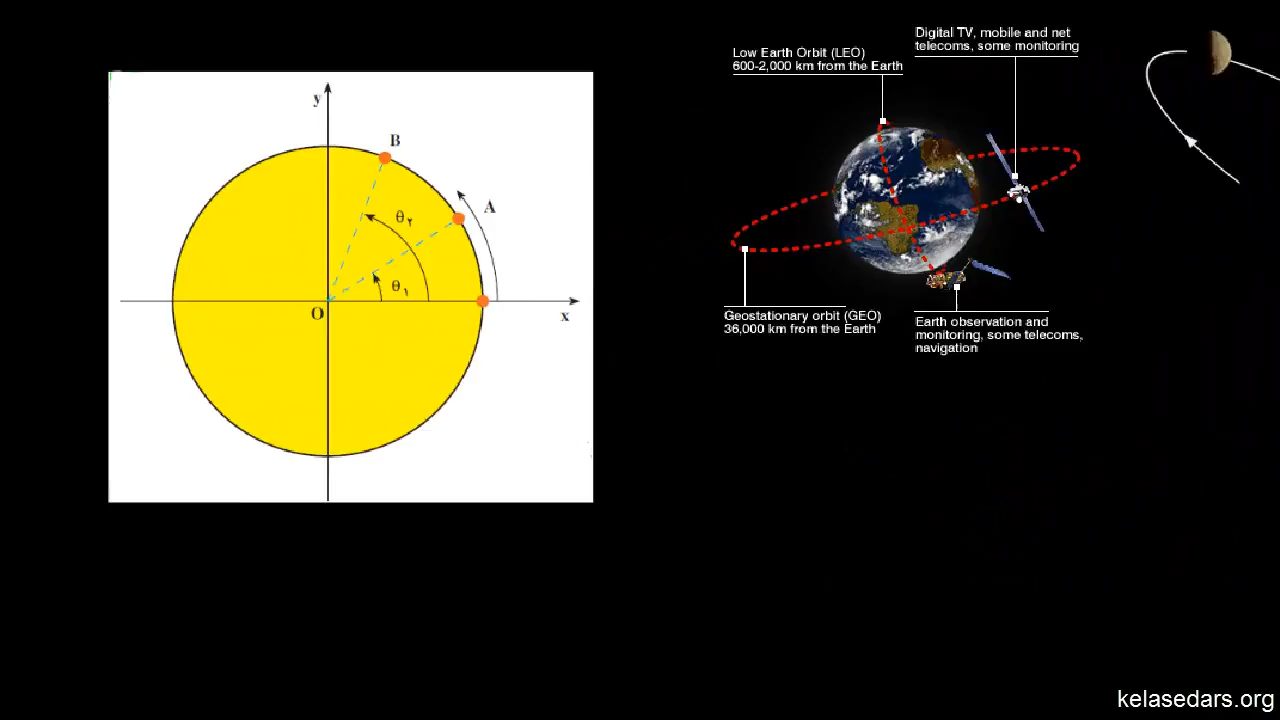 y
B
A
θ۲
θ۱
O
x
Low Earth Orbit (LEO)
600-2,000 km from the Earth
Digital TV, mobile and net
telecoms, some monitoring
Geostationary orbit (GEO)
36,000 km from the Earth
Earth observation and
monitoring, some telecoms,
navigation
kelasedars.org